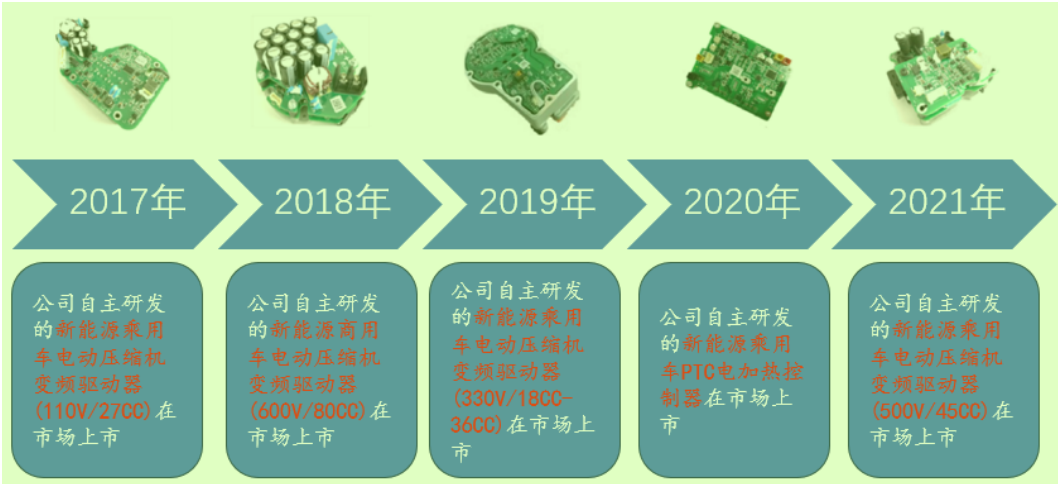 2017年
2018年
2019年
2020年
2021年
公司自主研发
的新能源乘用
车电动压缩机
变频驱动器
(110V/27CC)在
市场上市
公司自主研发
的新能源商用
车电动压缩机
变频驱动器
(600V/80CC)在
市场上市
公司自主研发
的新能源乘用
车电动压缩机
变频驱动器
(330V/18CC-
36CC)在市场上
市
公司自主研发
的新能源乘用
车PTC电加热控
制器在市场上
市
公司自主研发
的新能源乘用
车电动压缩机
变频驱动器
(500V/45CC)在
市场上市